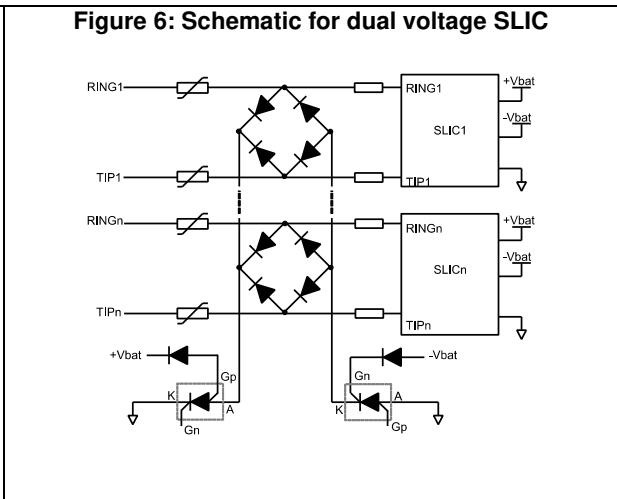 Figure 6: Schematic for dual voltage SLIC
RING1
RING1
+Vbat
-Vbat
SLIC1
TIP1
TIP1
RINGn
RINGn
+Vbat
-Vbat
SLICn
TIPn
TIPn
+Vbat
-Vbat
Gp
Gn
K
A
K
A
Gn
Gp